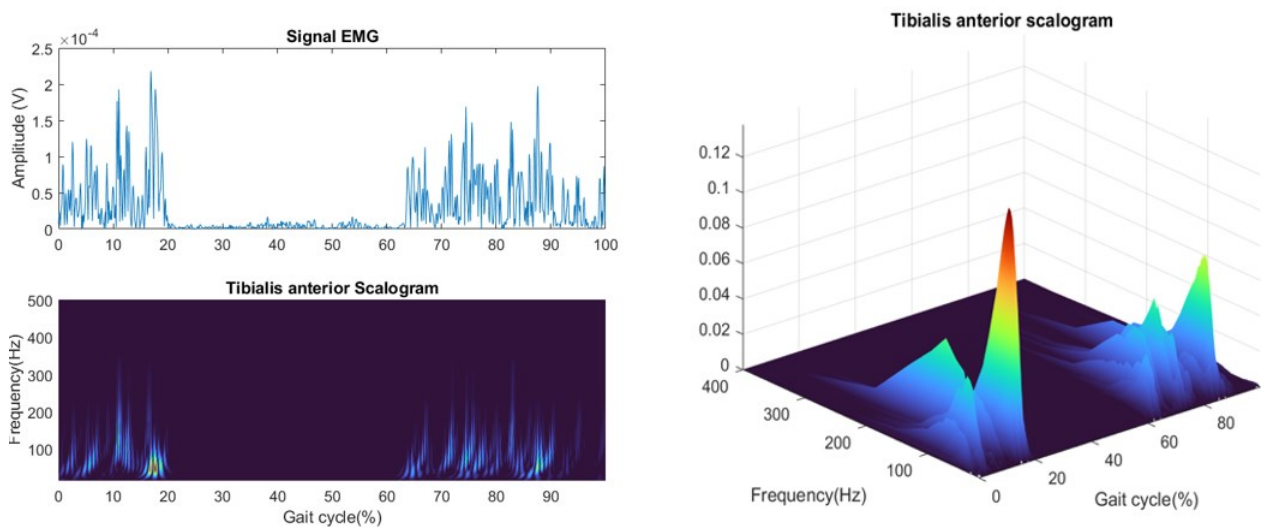 Signal EMG
×10⁻⁴
2.5
2
1.5
1
0.5
0
Amplitude (V)
0 10 20 30 40 50 60 70 80 90 100
Tibialis anterior Scalogram
500
400
300
200
100
Frequency(Hz)
0 10 20 30 40 50 60 70 80 90
Gait cycle(%)
Tibialis anterior scalogram
0.12
0.1
0.08
0.06
0.04
0.02
0
400
300
200
100
0
20
40
60
80
Frequency(Hz)
Gait cycle(%)